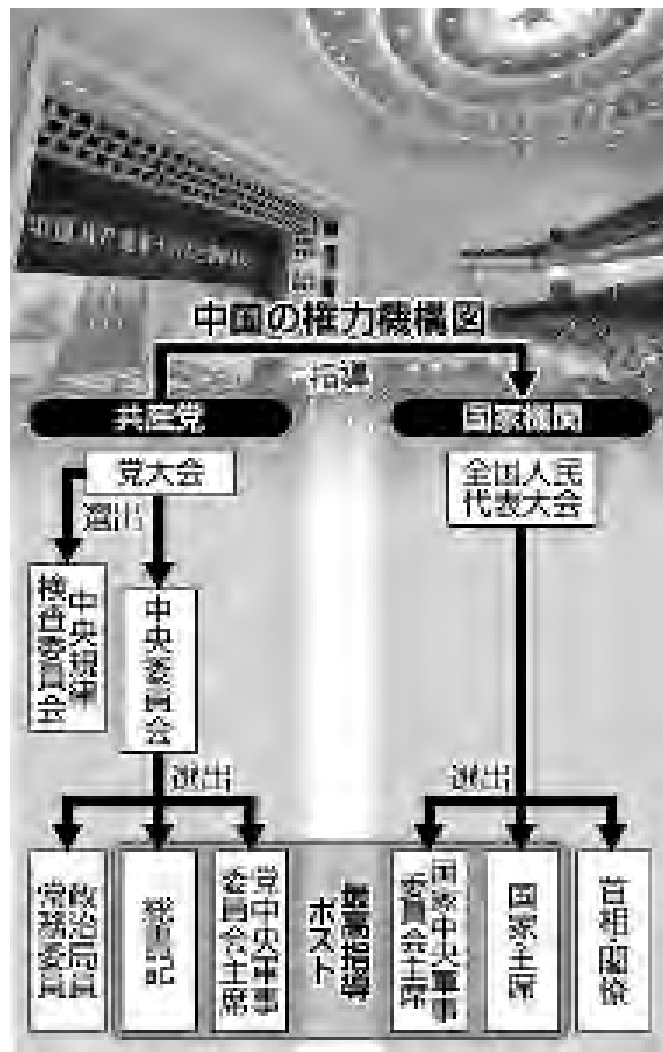 中国の権力機構図
指導
共産党
国家機関
党大会
全国人民
代表大会
選出
中央規律
検査委員会
中央委員会
選出
選出
政治局員
常務委員
総書記
党中央軍事
委員会主席
最高指導
ポスト
国家中央軍事
委員会主席
国家主席
首相・閣僚